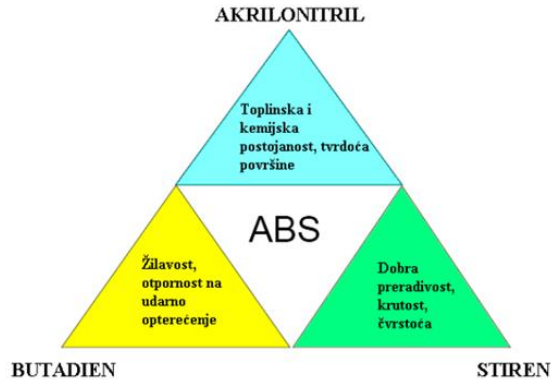 AKRILONITRIL
Toplinska i
kemijska
postojanost, tvrdoća
površine
ABS
Žilavost,
otpornost na
udarno
opterećenje
Dobra
preradivost,
krutost,
čvrstoća
BUTADIEN
STIREN